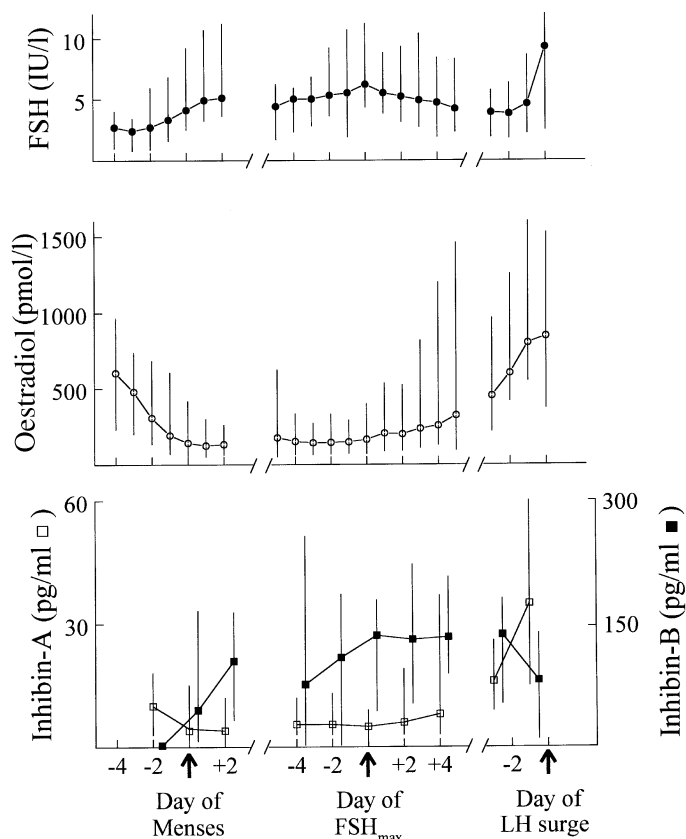 FSH (IU/l)
10
5
Oestradiol (pmol/l)
1500
1000
500
Inhibin-A (pg/ml □ )
60
30
300
150
Inhibin-B (pg/ml ■ )
-4 -2 +2
-4 -2 +2 +4
-2
Day of
Menses
Day of
FSHmax
Day of
LH surge